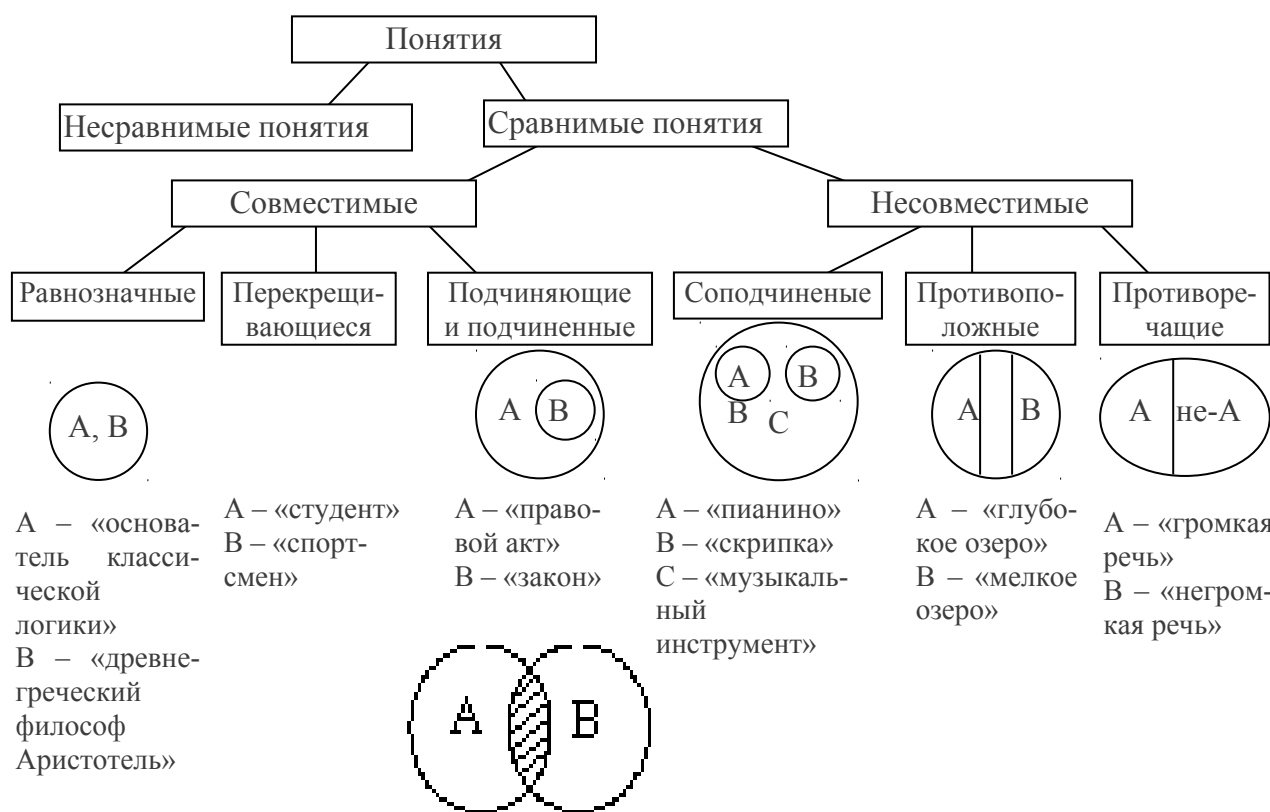 Понятия
Несравнимые понятия
Сравнимые понятия
Совместимые
Несовместимые
Равнозначные
Перекрещи-
вающиеся
Подчиняющие
и подчиненные
Соподчиненые
Противопо-
ложные
Противоре-
чащие
А, В
А
В
А
В
В
С
А
В
А
не-А
А – «основа-
тель класси-
ческой
логики»
В – «древне-
греческий
философ
Аристотель»
А – «студент»
В – «спорт-
смен»
А – «право-
вой акт»
В – «закон»
А – «пианино»
В – «скрипка»
С – «музыкаль-
ный
инструмент»
А – «глубо-
кое озеро»
В – «мелкое
озеро»
А – «громкая
речь»
В – «негром-
кая речь»
А
В